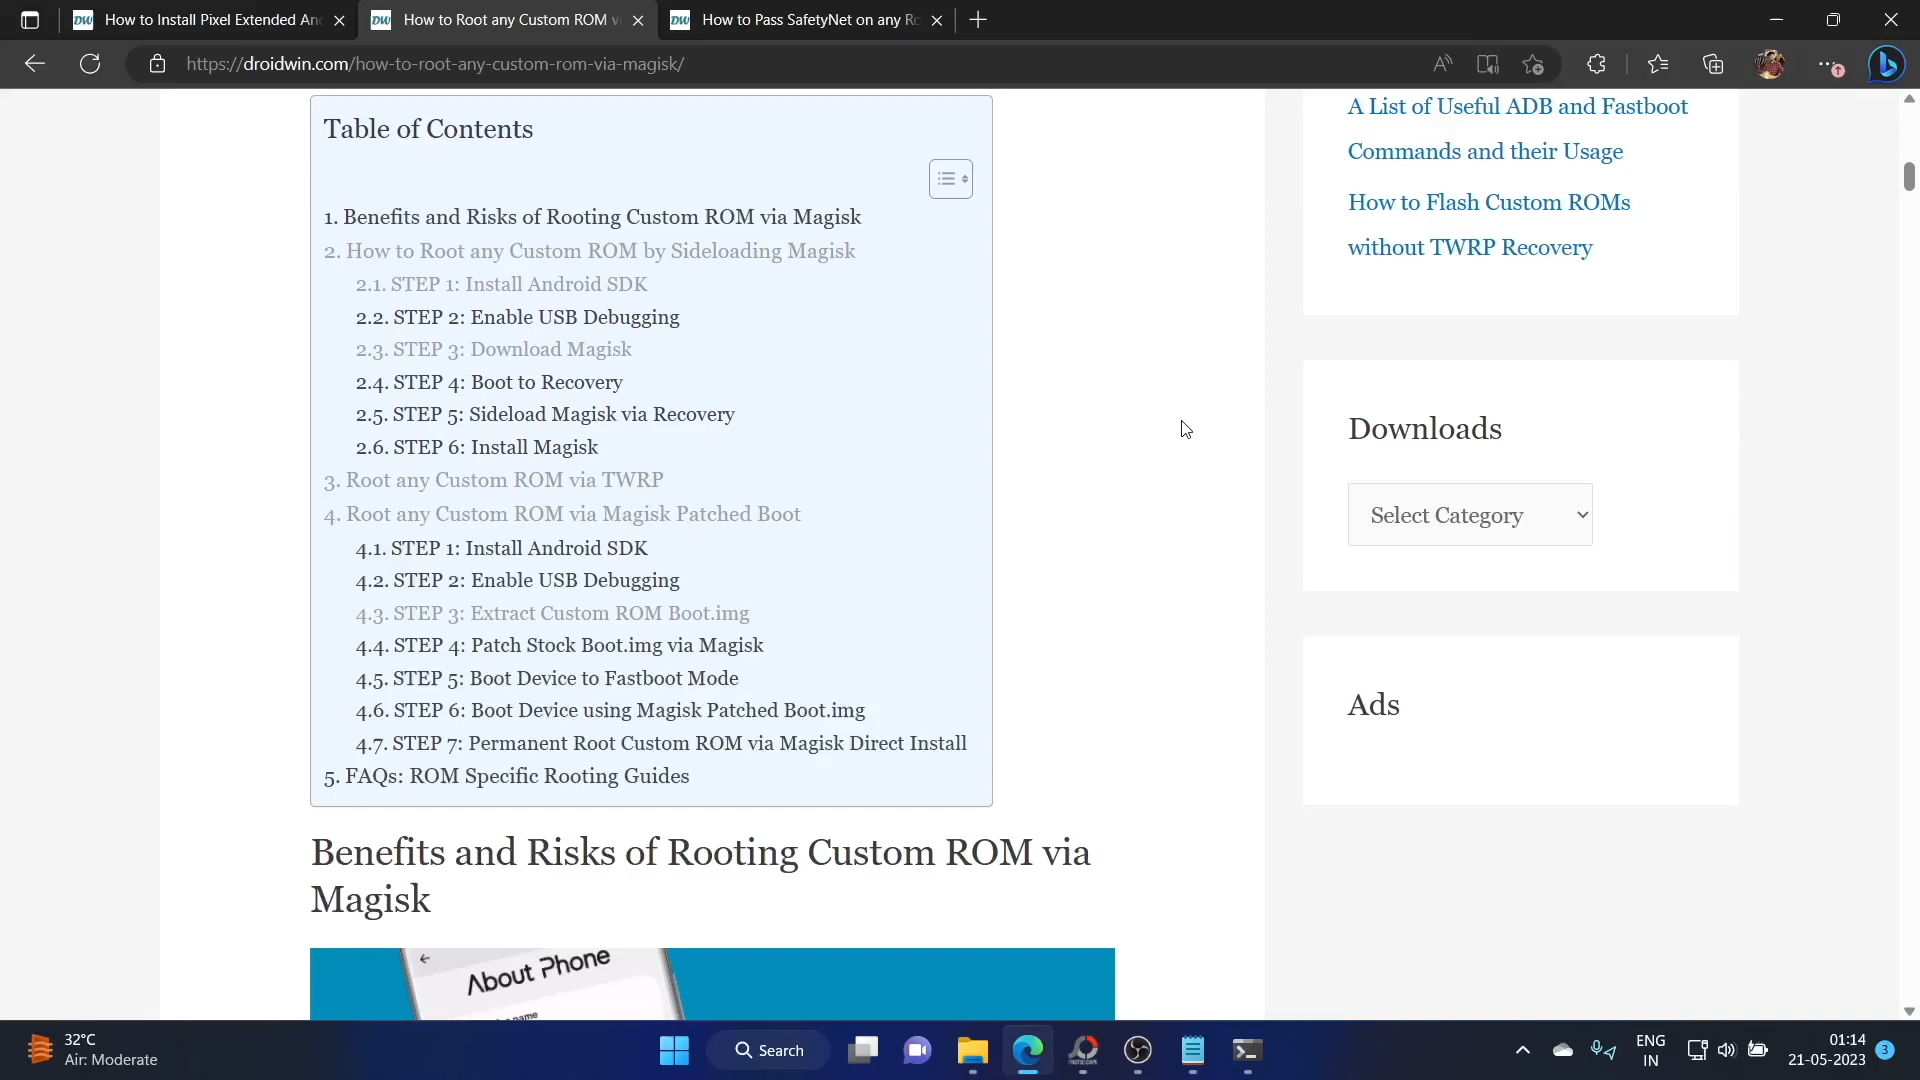 How to Install Pixel Extended An
How to Root any Custom ROM v
How to Pass SafetyNet on any Ro
https://droidwin.com/how-to-root-any-custom-rom-via-magisk/
Table of Contents
1. Benefits and Risks of Rooting Custom ROM via Magisk
2. How to Root any Custom ROM by Sideloading Magisk
2.1. STEP 1: Install Android SDK
2.2. STEP 2: Enable USB Debugging
2.3. STEP 3: Download Magisk
2.4. STEP 4: Boot to Recovery
2.5. STEP 5: Sideload Magisk via Recovery
2.6. STEP 6: Install Magisk
3. Root any Custom ROM via TWRP
4. Root any Custom ROM via Magisk Patched Boot
4.1. STEP 1: Install Android SDK
4.2. STEP 2: Enable USB Debugging
4.3. STEP 3: Extract Custom ROM Boot.img
4.4. STEP 4: Patch Stock Boot.img via Magisk
4.5. STEP 5: Boot Device to Fastboot Mode
4.6. STEP 6: Boot Device using Magisk Patched Boot.img
4.7. STEP 7: Permanent Root Custom ROM via Magisk Direct Install
5. FAQs: ROM Specific Rooting Guides
Benefits and Risks of Rooting Custom ROM via
Magisk
About Phone
A List of Useful ADB and Fastboot
Commands and their Usage
How to Flash Custom ROMs
without TWRP Recovery
Downloads
Select Category
Ads
32°C
Air: Moderate
Search
ENG
IN
01:14
21-05-2023
3